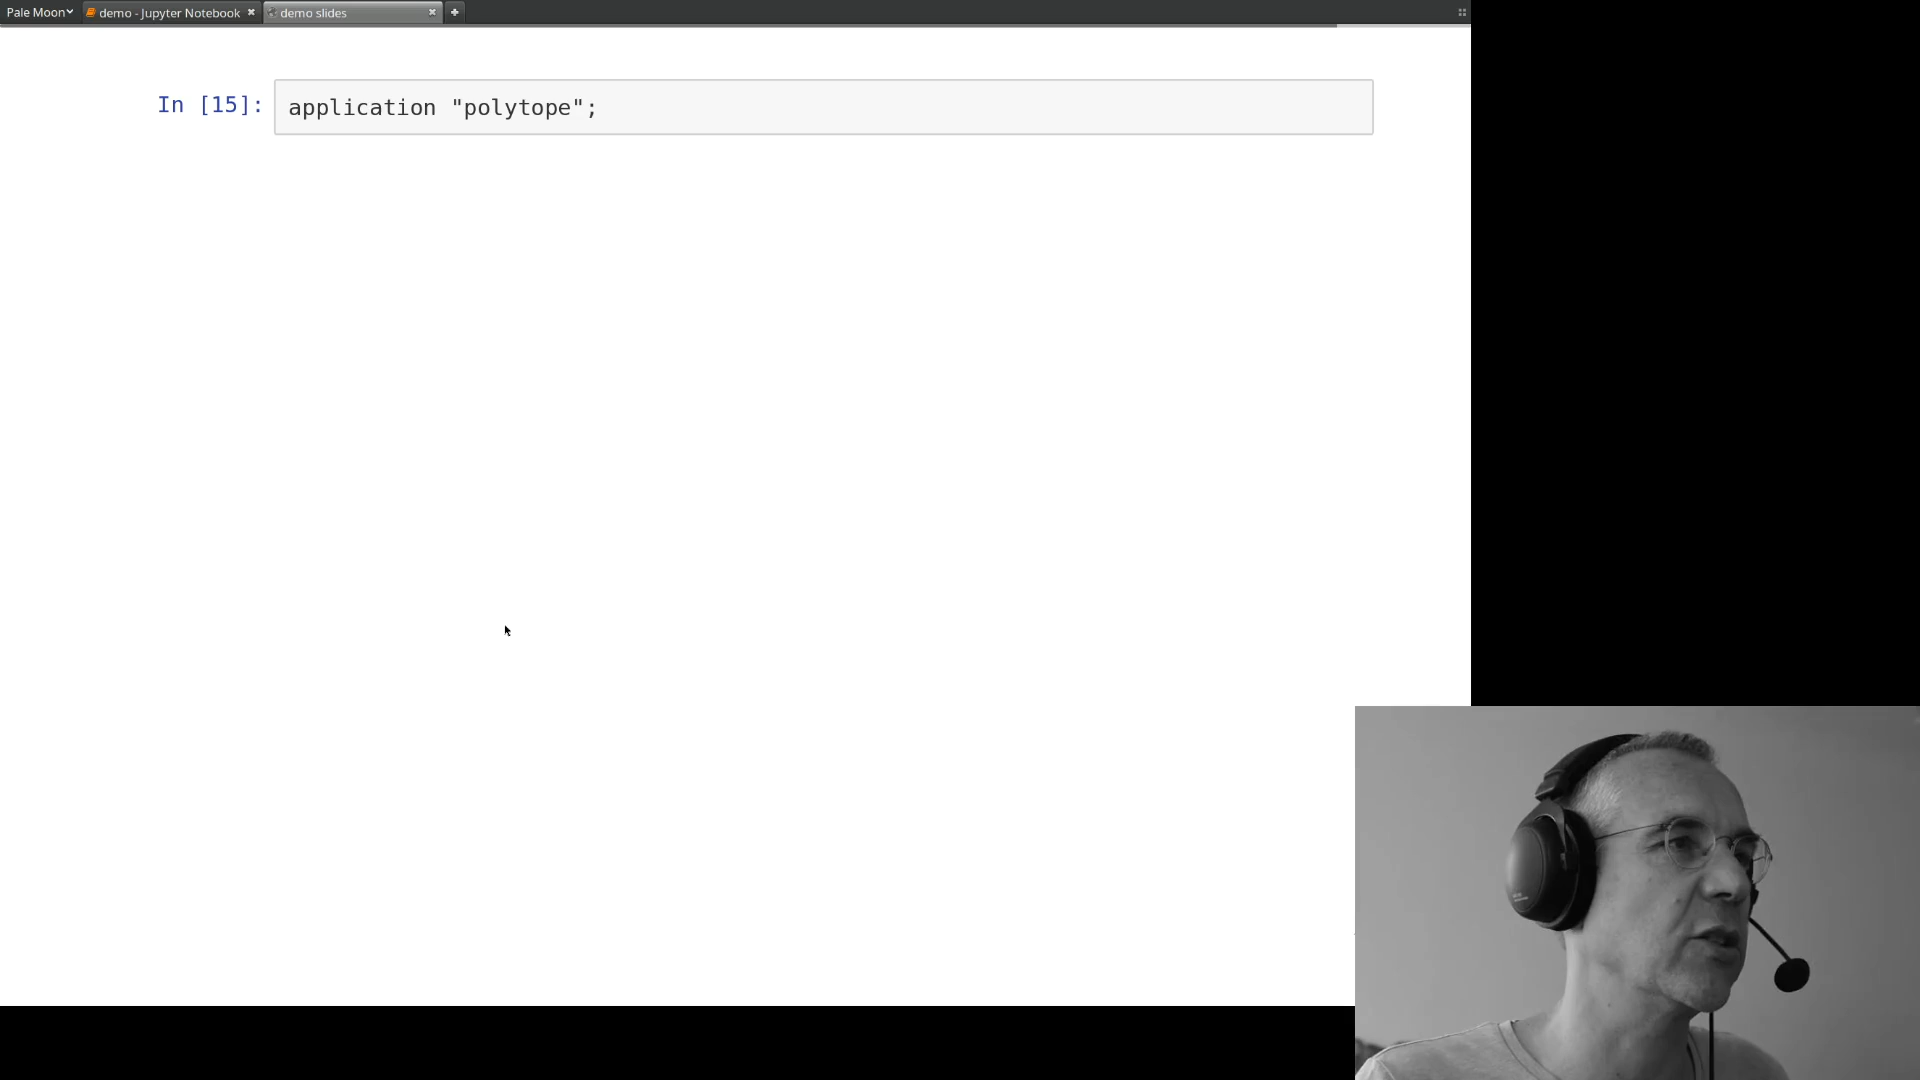 Pale Moon
demo - Jupyter Notebook
demo slides
In [15]:
application "polytope";